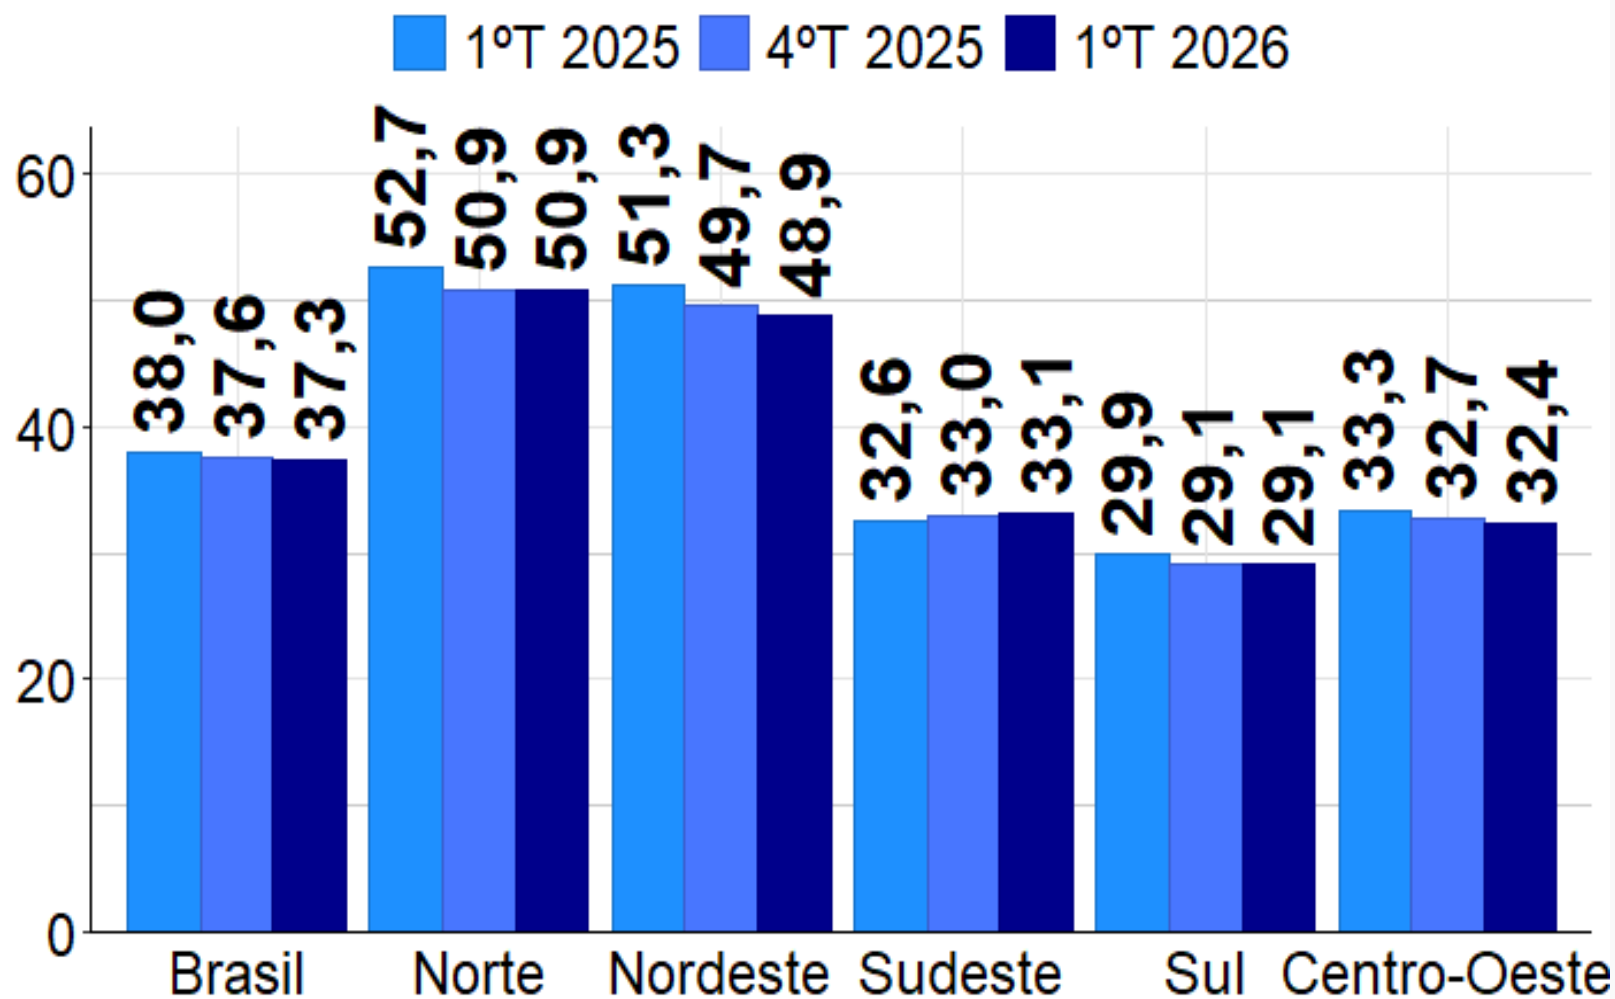 1ºT 2025 4ºT 2025 1ºT 2026
60
40
20
0
38,0 37,6 37,3
52,7 50,9 50,9
51,3 49,7 48,9
32,6 33,0 33,1
29,9 29,1 29,1
33,3 32,7 32,4
Brasil Norte Nordeste Sudeste Sul Centro-Oeste